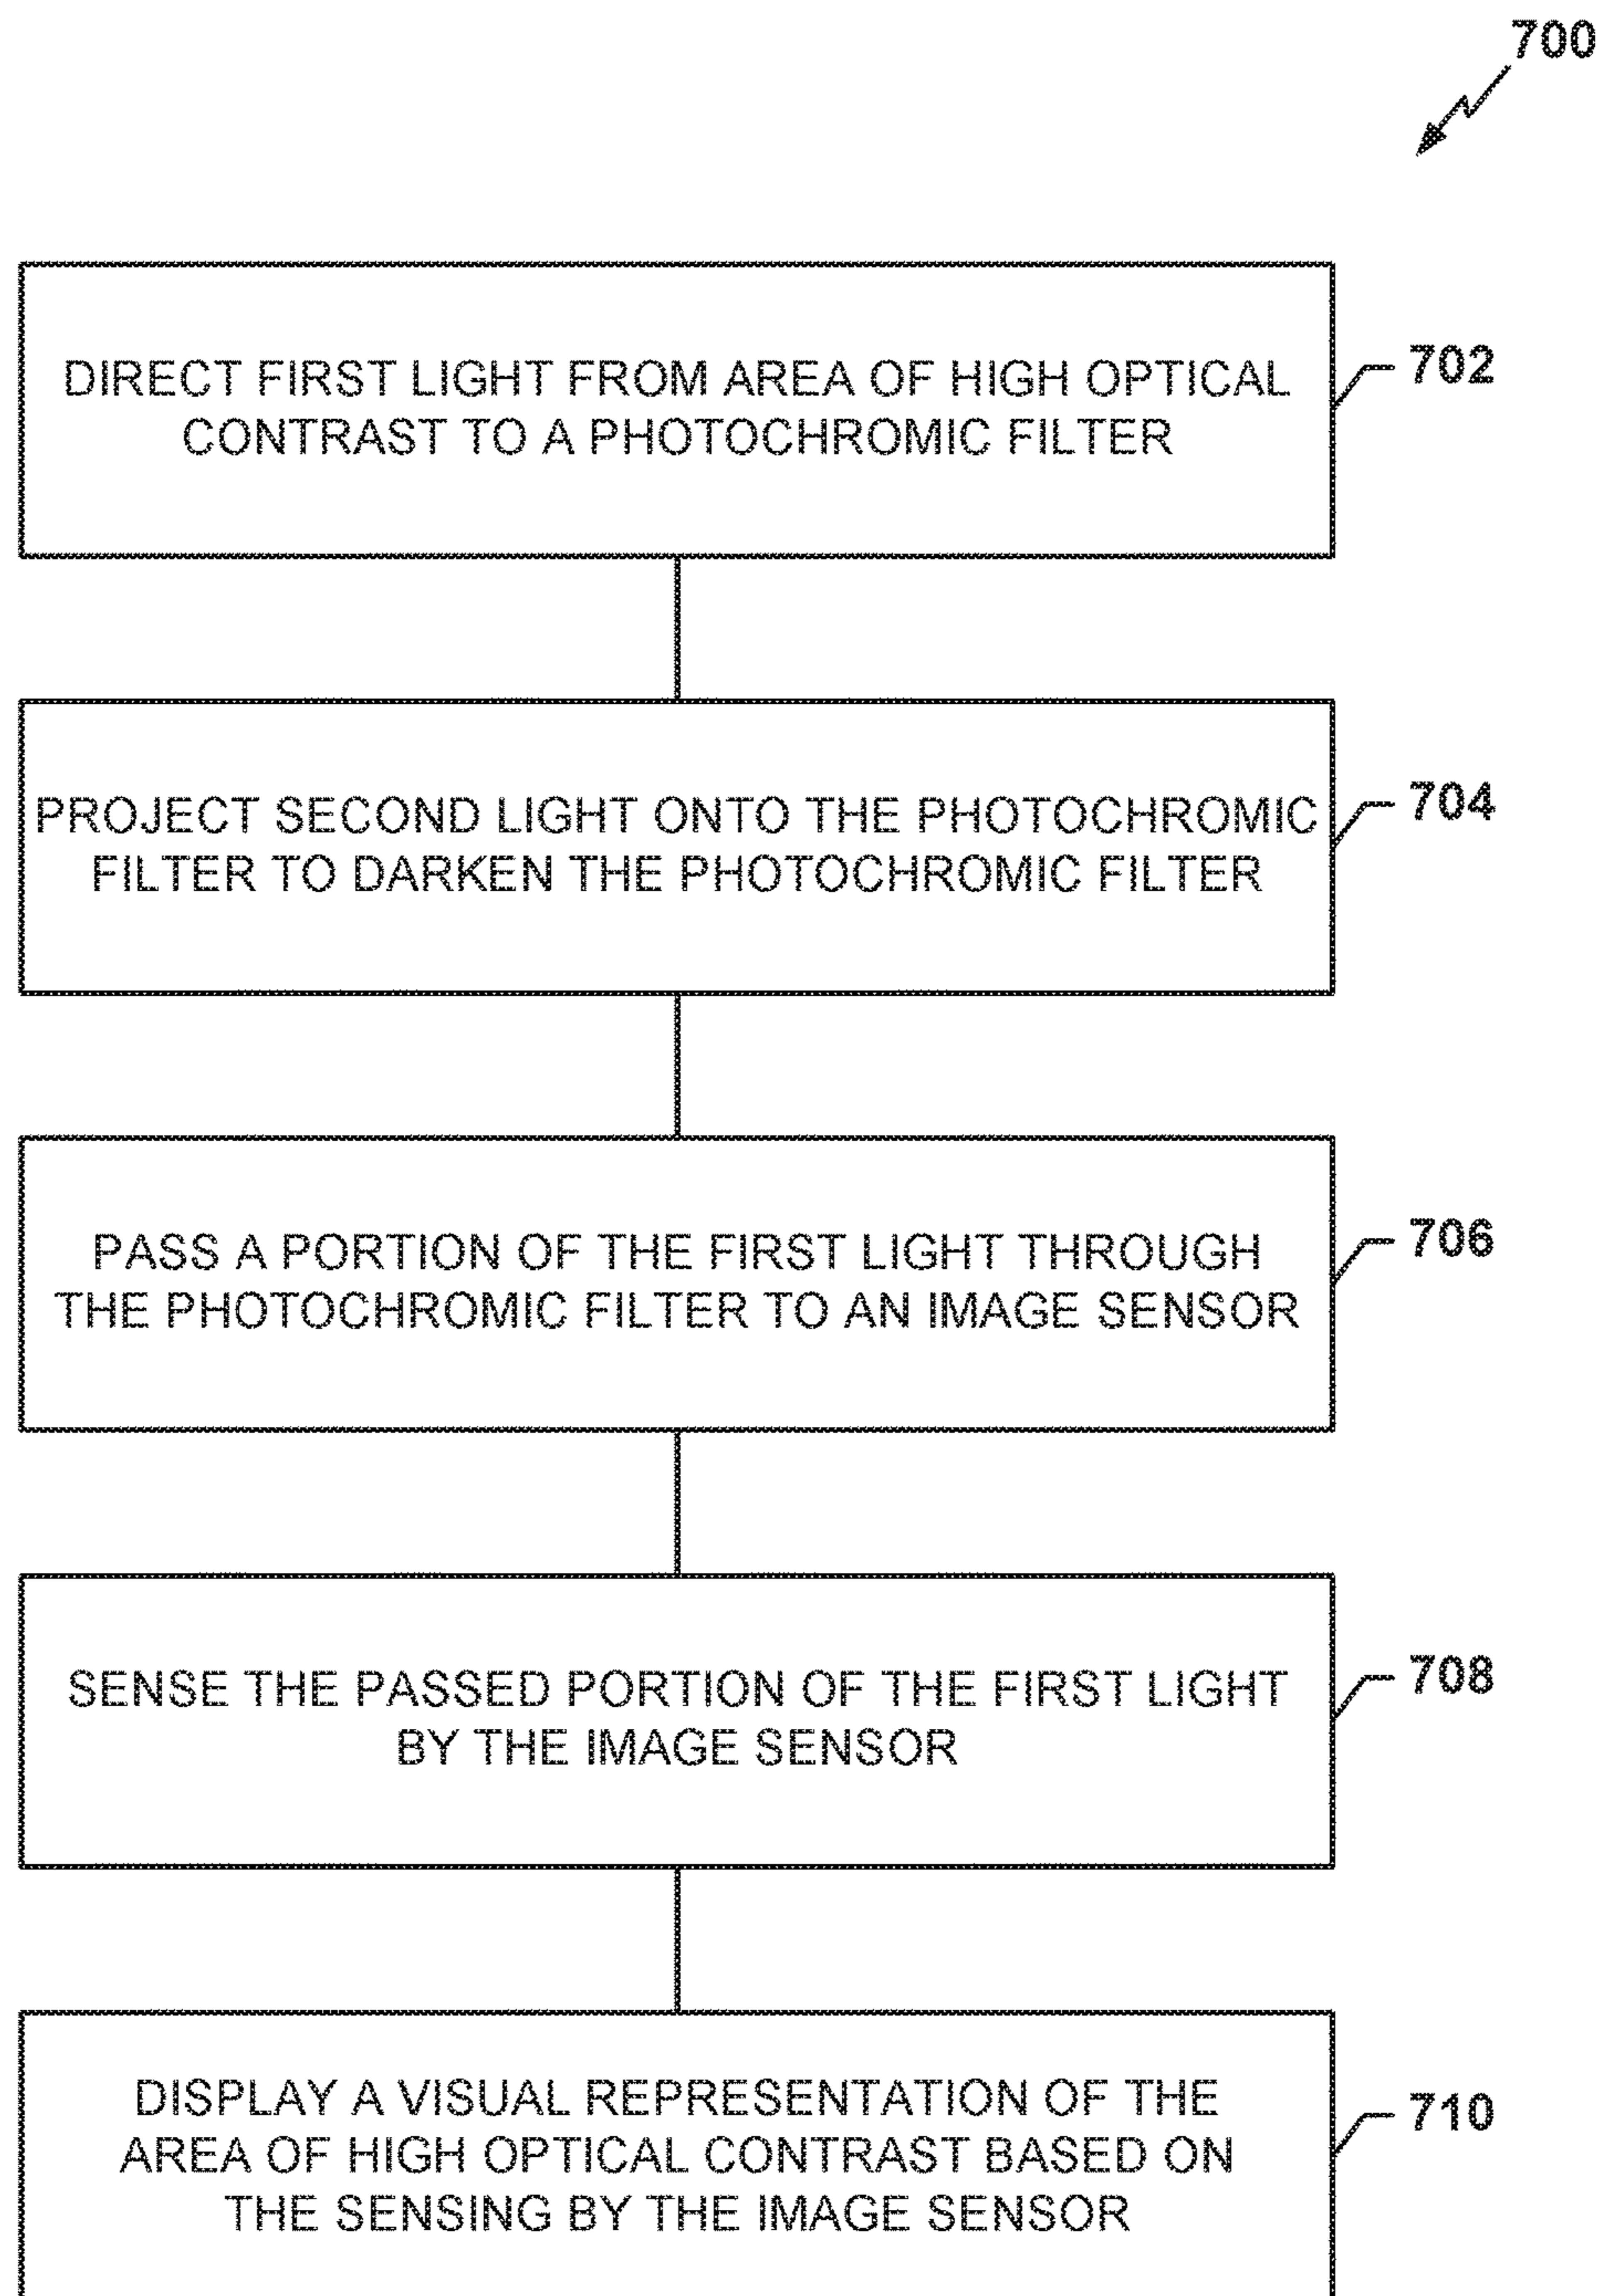 700
DIRECT FIRST LIGHT FROM AREA OF HIGH OPTICAL
CONTRAST TO A PHOTOCHROMIC FILTER
702
PROJECT SECOND LIGHT ONTO THE PHOTOCHROMIC
FILTER TO DARKEN THE PHOTOCHROMIC FILTER
704
PASS A PORTION OF THE FIRST LIGHT THROUGH
THE PHOTOCHROMIC FILTER TO AN IMAGE SENSOR
706
SENSE THE PASSED PORTION OF THE FIRST LIGHT
BY THE IMAGE SENSOR
708
DISPLAY A VISUAL REPRESENTATION OF THE
AREA OF HIGH OPTICAL CONTRAST BASED ON
THE SENSING BY THE IMAGE SENSOR
710